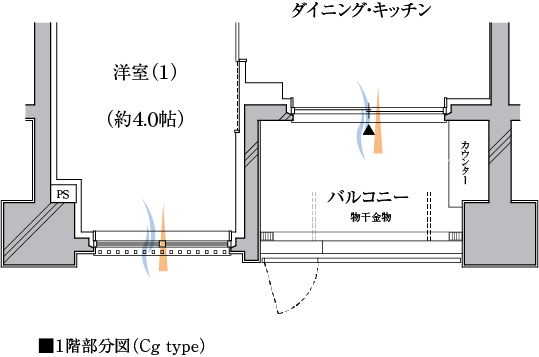 ダイニング・キッチン
洋室（1）
（約4.0帖）
カウンター
PS
バルコニー
物干金物
■1階部分図（Cg type）